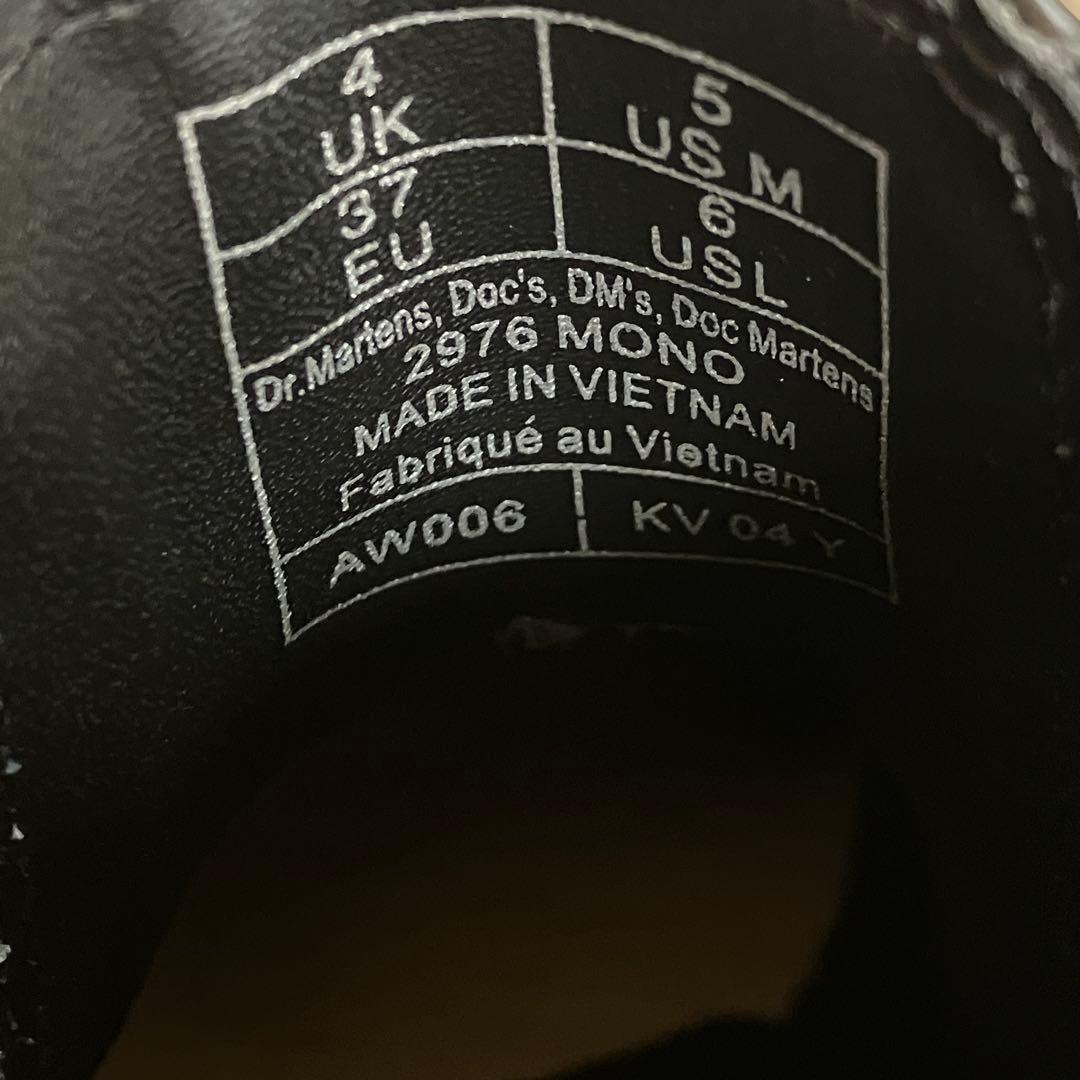 4
UK
5
US M
37
EU
6
US L
Dr.Martens, Doc's, DM's, Doc Martens
2976 MONO
MADE IN VIETNAM
Fabriqué au Vietnam
AW006
KV 04 Y